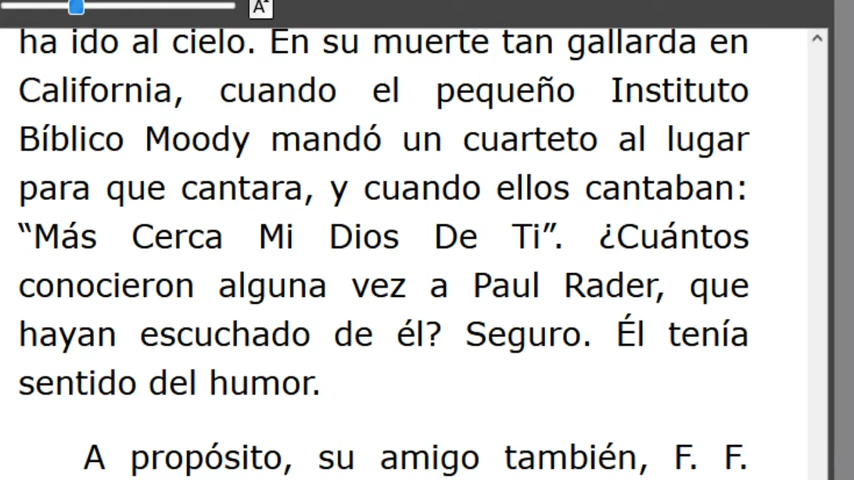 A
ha ido al cielo. En su muerte tan gallarda en
California, cuando el pequeño Instituto
Bíblico Moody mandó un cuarteto al lugar
para que cantara, y cuando ellos cantaban:
“Más Cerca Mi Dios De Ti”. ¿Cuántos
conocieron alguna vez a Paul Rader, que
hayan escuchado de él? Seguro. Él tenía
sentido del humor.
A propósito, su amigo también, F. F.